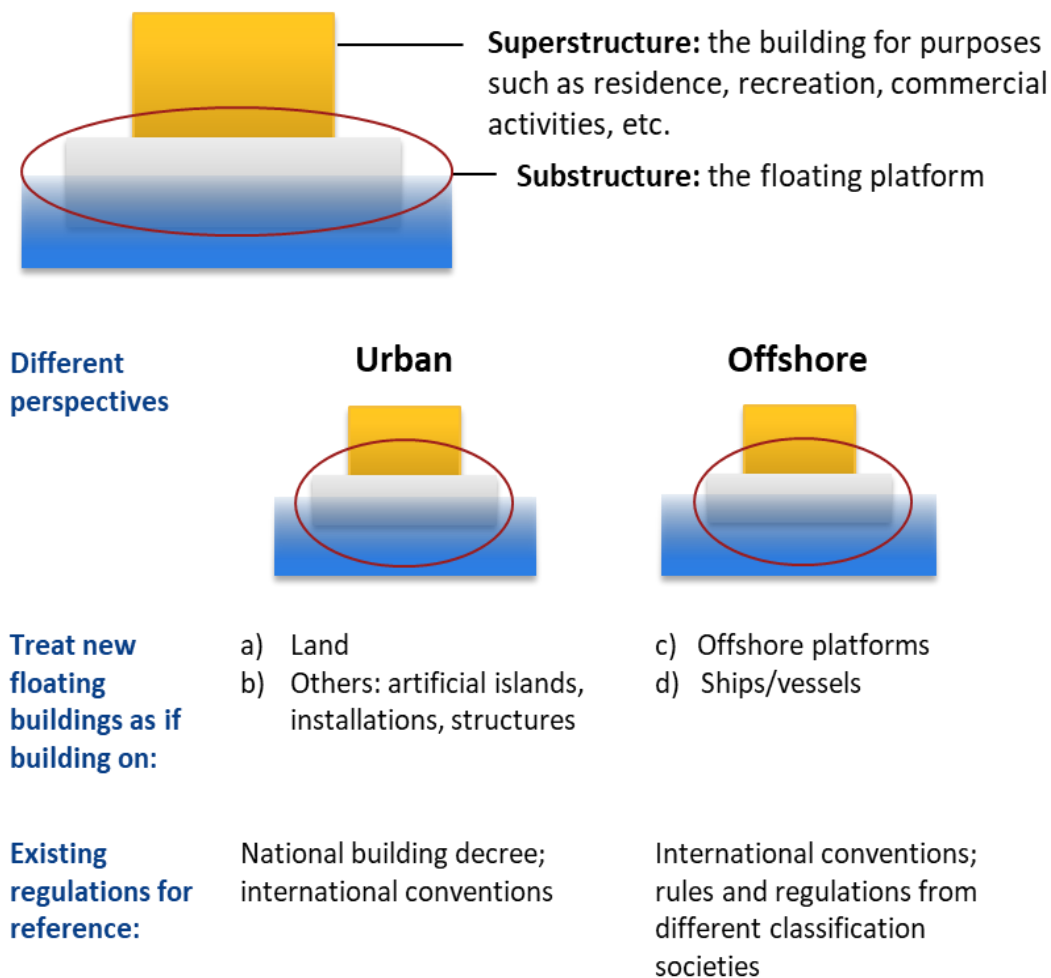 Superstructure: the building for purposes
such as residence, recreation, commercial
activities, etc.
Substructure: the floating platform
Different
perspectives
Urban
Offshore
Treat new
floating
buildings as if
building on:
a) Land
b) Others: artificial islands,
installations, structures
c) Offshore platforms
d) Ships/vessels
Existing
regulations for
reference:
National building decree;
international conventions
International conventions;
rules and regulations from
different classification
societies